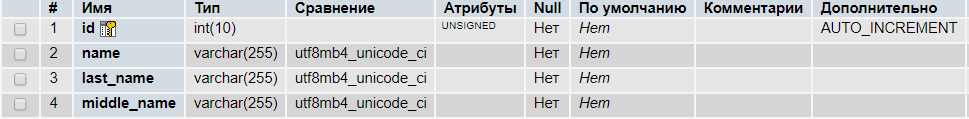 # Имя Тип Сравнение Атрибуты Null По умолчанию Комментарии Дополнительно
1 id int(10) UNSIGNED Нет Нет AUTO_INCREMENT
2 name varchar(255) utf8mb4_unicode_ci Нет Нет
3 last_name varchar(255) utf8mb4_unicode_ci Нет Нет
4 middle_name varchar(255) utf8mb4_unicode_ci Нет Нет